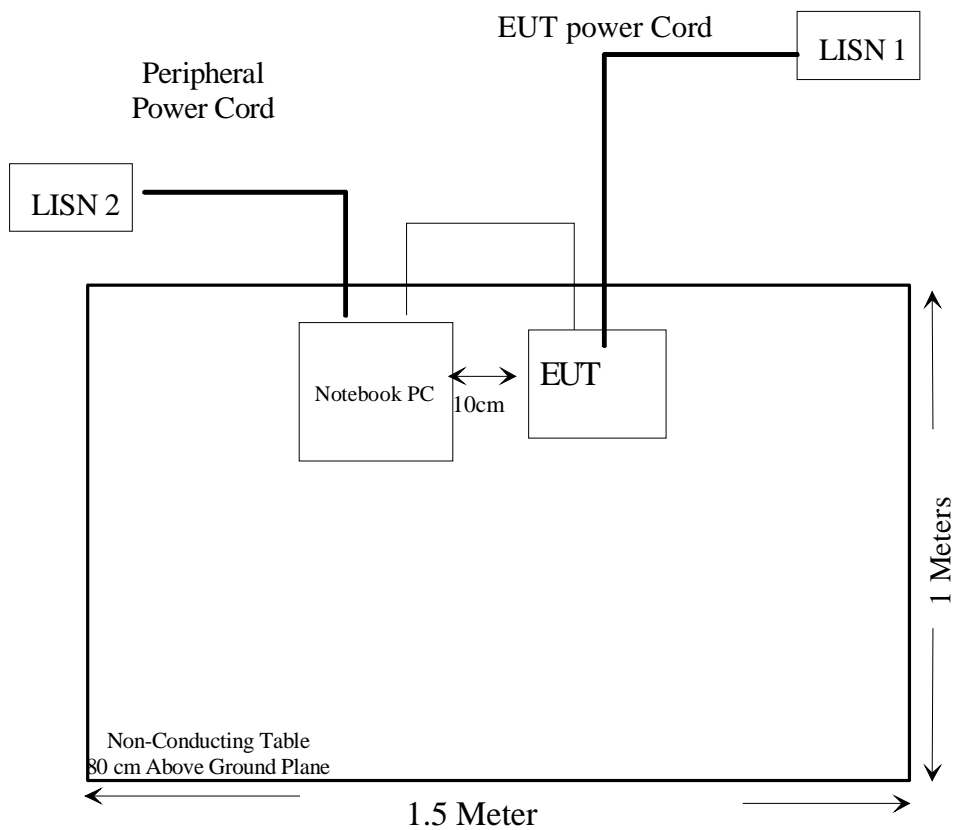 EUT power Cord
LISN 1
Peripheral
Power Cord
LISN 2
Notebook PC
10cm
EUT
1 Meters
Non-Conducting Table
80 cm Above Ground Plane
1.5 Meter